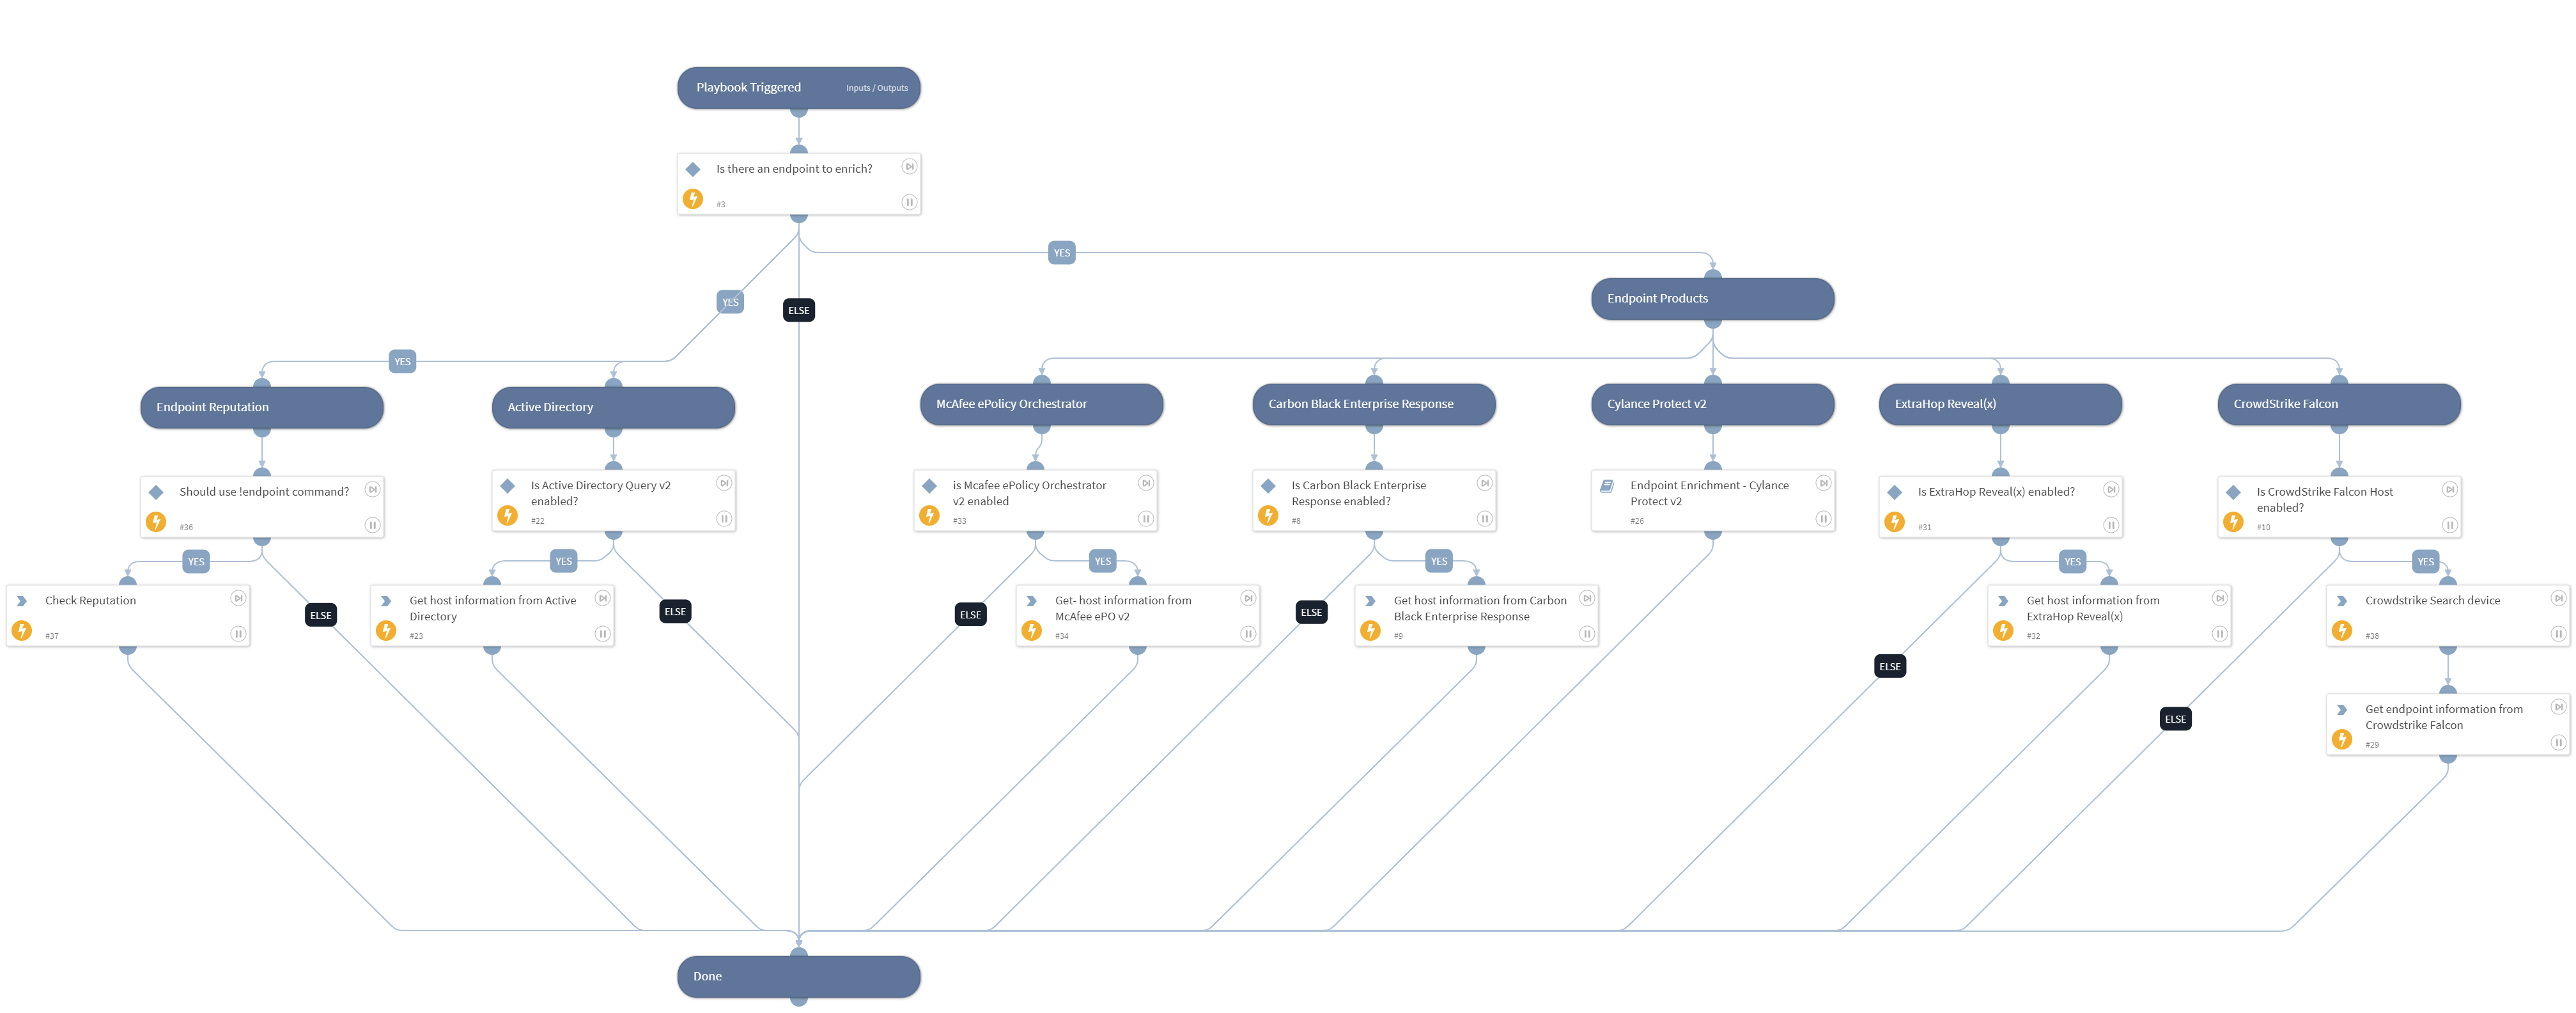 Playbook Triggered
Inputs / Outputs
Is there an endpoint to enrich?
#3
YES
YES
ELSE
Endpoint Products
YES
Endpoint Reputation
Active Directory
McAfee ePolicy Orchestrator
Carbon Black Enterprise Response
Cylance Protect v2
ExtraHop Reveal(x)
CrowdStrike Falcon
Should use !endpoint command?
#36
Is Active Directory Query v2
enabled?
#22
is Mcafee ePolicy Orchestrator
v2 enabled
#33
Is Carbon Black Enterprise
Response enabled?
#8
Endpoint Enrichment - Cylance
Protect v2
#26
Is ExtraHop Reveal(x) enabled?
#31
Is CrowdStrike Falcon Host
enabled?
#10
YES
YES
YES
YES
YES
YES
Check Reputation
#37
ELSE
Get host information from Active
Directory
#23
ELSE
ELSE
Get- host information from
McAfee ePO v2
#34
ELSE
Get host information from Carbon
Black Enterprise Response
#9
ELSE
Get host information from
ExtraHop Reveal(x)
#32
Crowdstrike Search device
#38
ELSE
Get endpoint information from
Crowdstrike Falcon
#29
Done